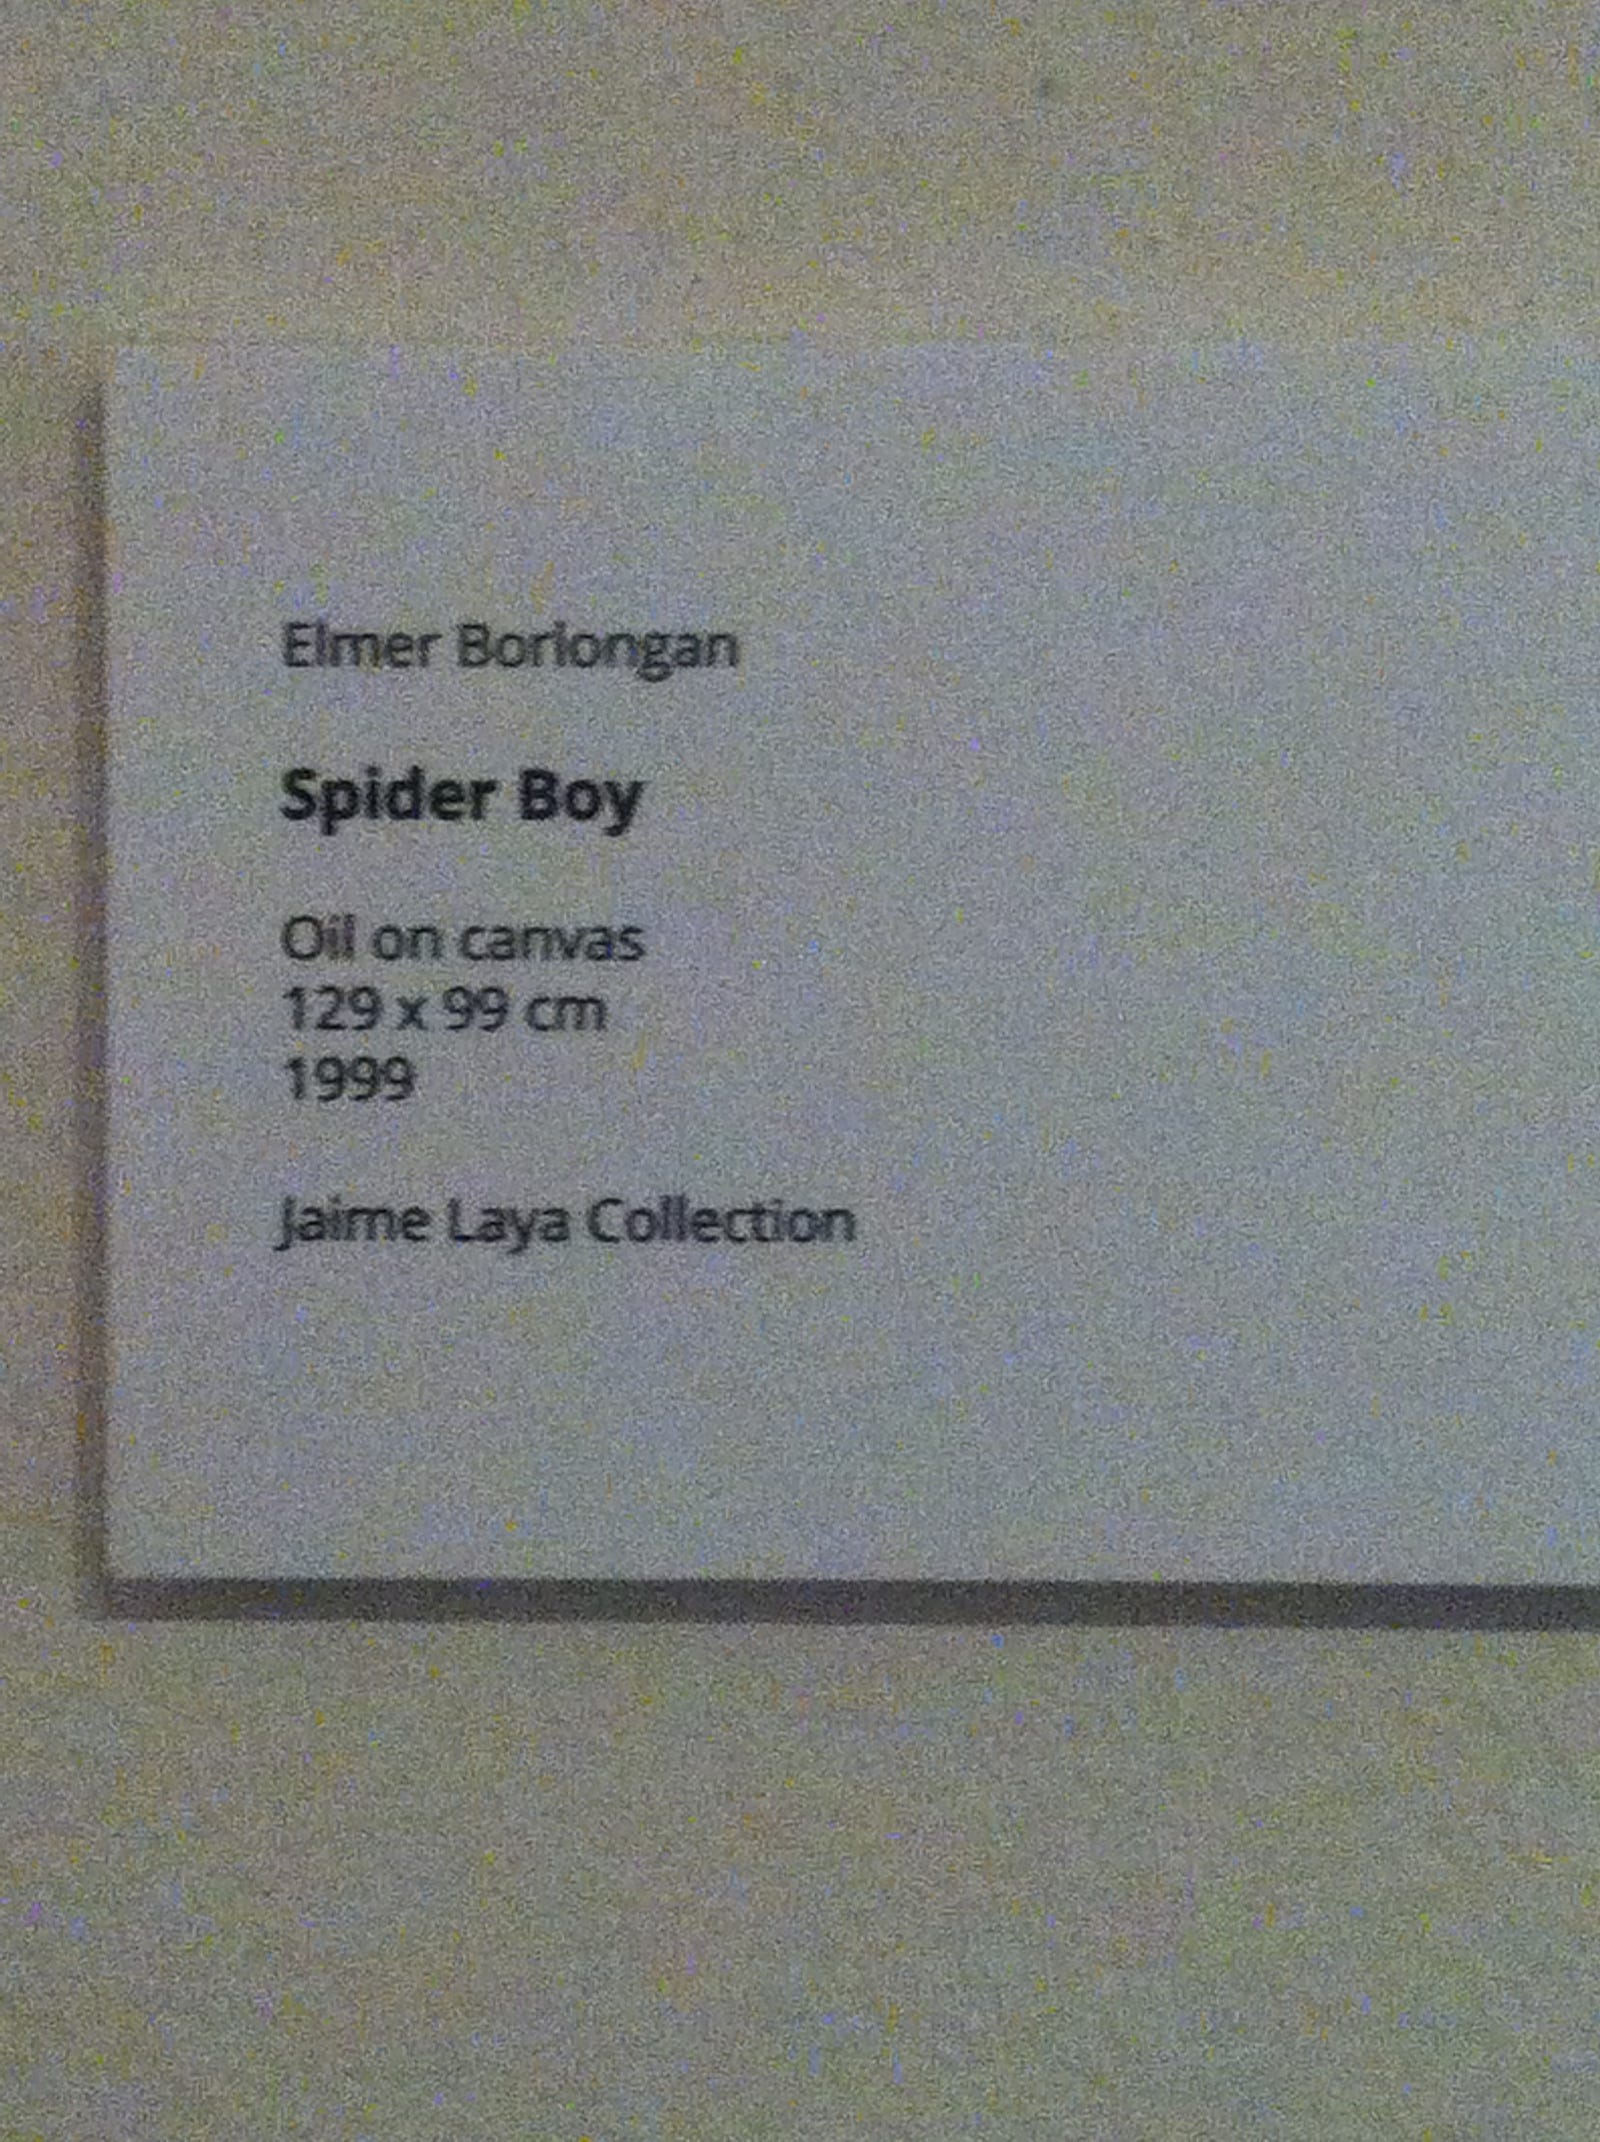 Elmer Borlongan
Spider Boy
Oil on canvas
129 x 99 cm
1999
Jaime Laya Collection